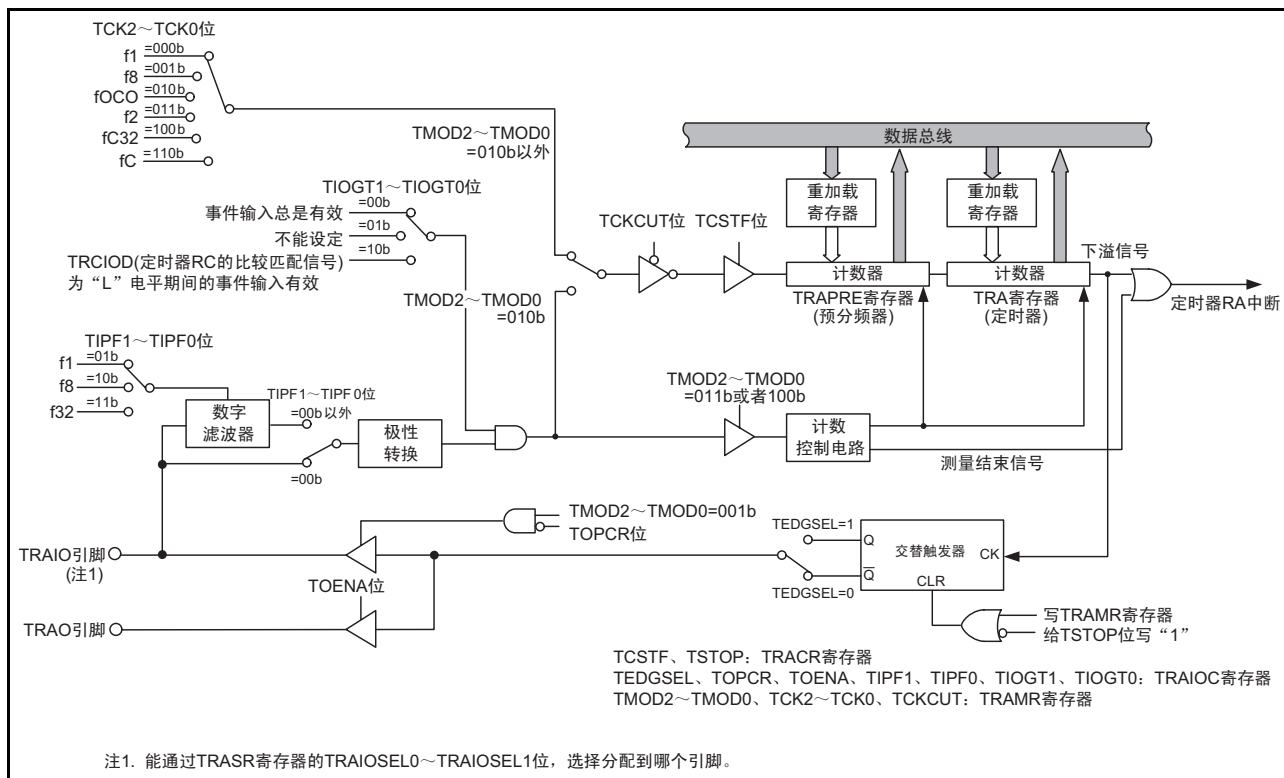 TCK2～TCK0位
f1 =000b
f8 =001b
fOCO =010b
f2 =011b
fC32 =100b
fC =110b
TMOD2～TMOD0
=010b以外
数据总线
重加载
寄存器
重加载
寄存器
TIOGT1～TIOGT0位
事件输入总是有效 =00b
不能设定 =01b
TRCIOD(定时器RC的比较匹配信号) =10b
为“L”电平期间的事件输入有效
TCKCUT位
TCSTF位
计数器
TRAPRE寄存器
(预分频器)
计数器
TRA寄存器
(定时器)
下溢信号
定时器RA中断
TMOD2～TMOD0
=010b
TIPF1～TIPF0位
f1 =01b
f8 =10b
f32 =11b
数字
滤波器
TIPF1～TIPF0位
=00b以外
=00b
极性
转换
TMOD2～TMOD0
=011b或者100b
计数
控制电路
测量结束信号
TMOD2～TMOD0=001b
TOPCR位
TRAIO引脚
(注1)
TOENA位
TRAO引脚
TEDGSEL=1
TEDGSEL=0
Q
Q
交替触发器
CK
CLR
写TRAMR寄存器
给TSTOP位写“1”
TCSTF、TSTOP：TRACR寄存器
TEDGSEL、TOPCR、TOENA、TIPF1、TIPF0、TIOGT1、TIOGT0：TRAIOC寄存器
TMOD2～TMOD0、TCK2～TCK0、TCKCUT：TRAMR寄存器
注1. 能通过TRASR寄存器的TRAIOSEL0～TRAIOSEL1位，选择分配到哪个引脚。